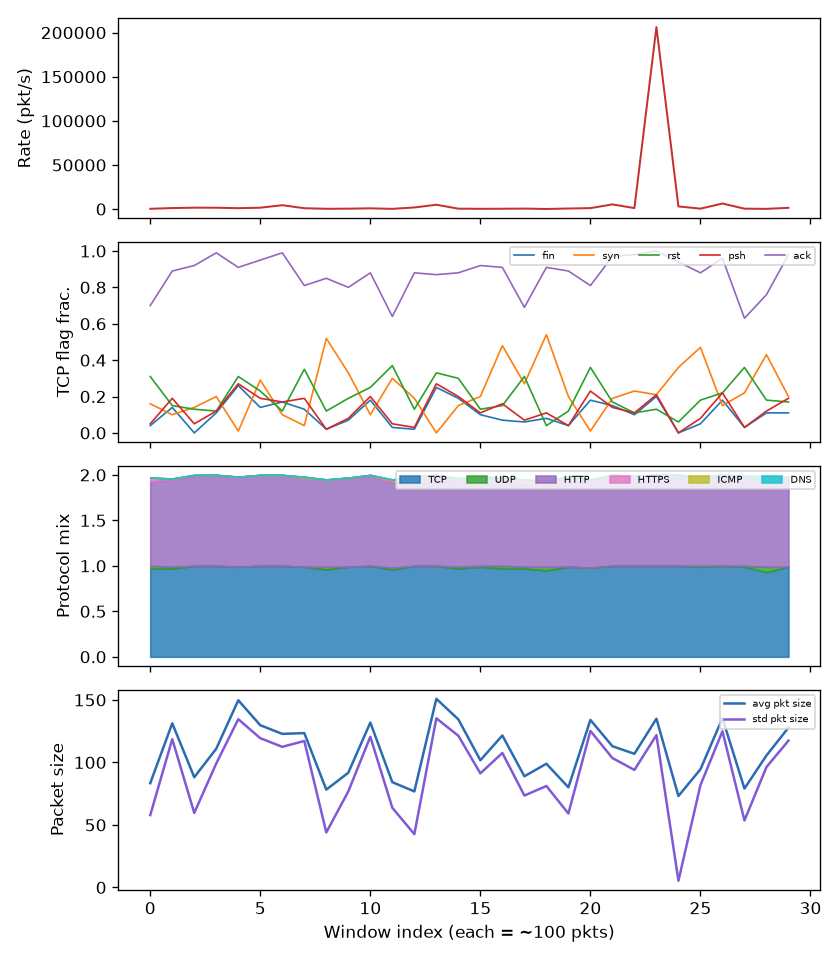 200000
150000
100000
50000
0
Rate (pkt/s)
1.0
0.8
0.6
0.4
0.2
0.0
TCP flag frac.
fin syn rst psh ack
2.0
1.5
1.0
0.5
0.0
Protocol mix
TCP UDP HTTP HTTPS ICMP DNS
150
100
50
0
Packet size
avg pkt size
std pkt size
0 5 10 15 20 25 30
Window index (each = ~100 pkts)